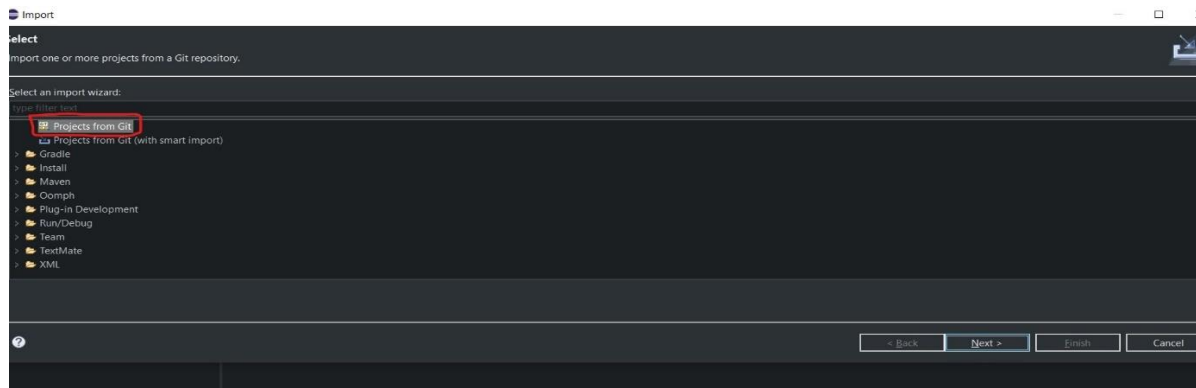 Import
Select
Import one or more projects from a Git repository.
Select an import wizard:
type filter text
Projects from Git
Projects from Git (with smart import)
> Gradle
> Install
> Maven
> Oomph
> Plug-in Development
> Run/Debug
> Team
> TextMate
> XML
?
< Back Next > Finish Cancel